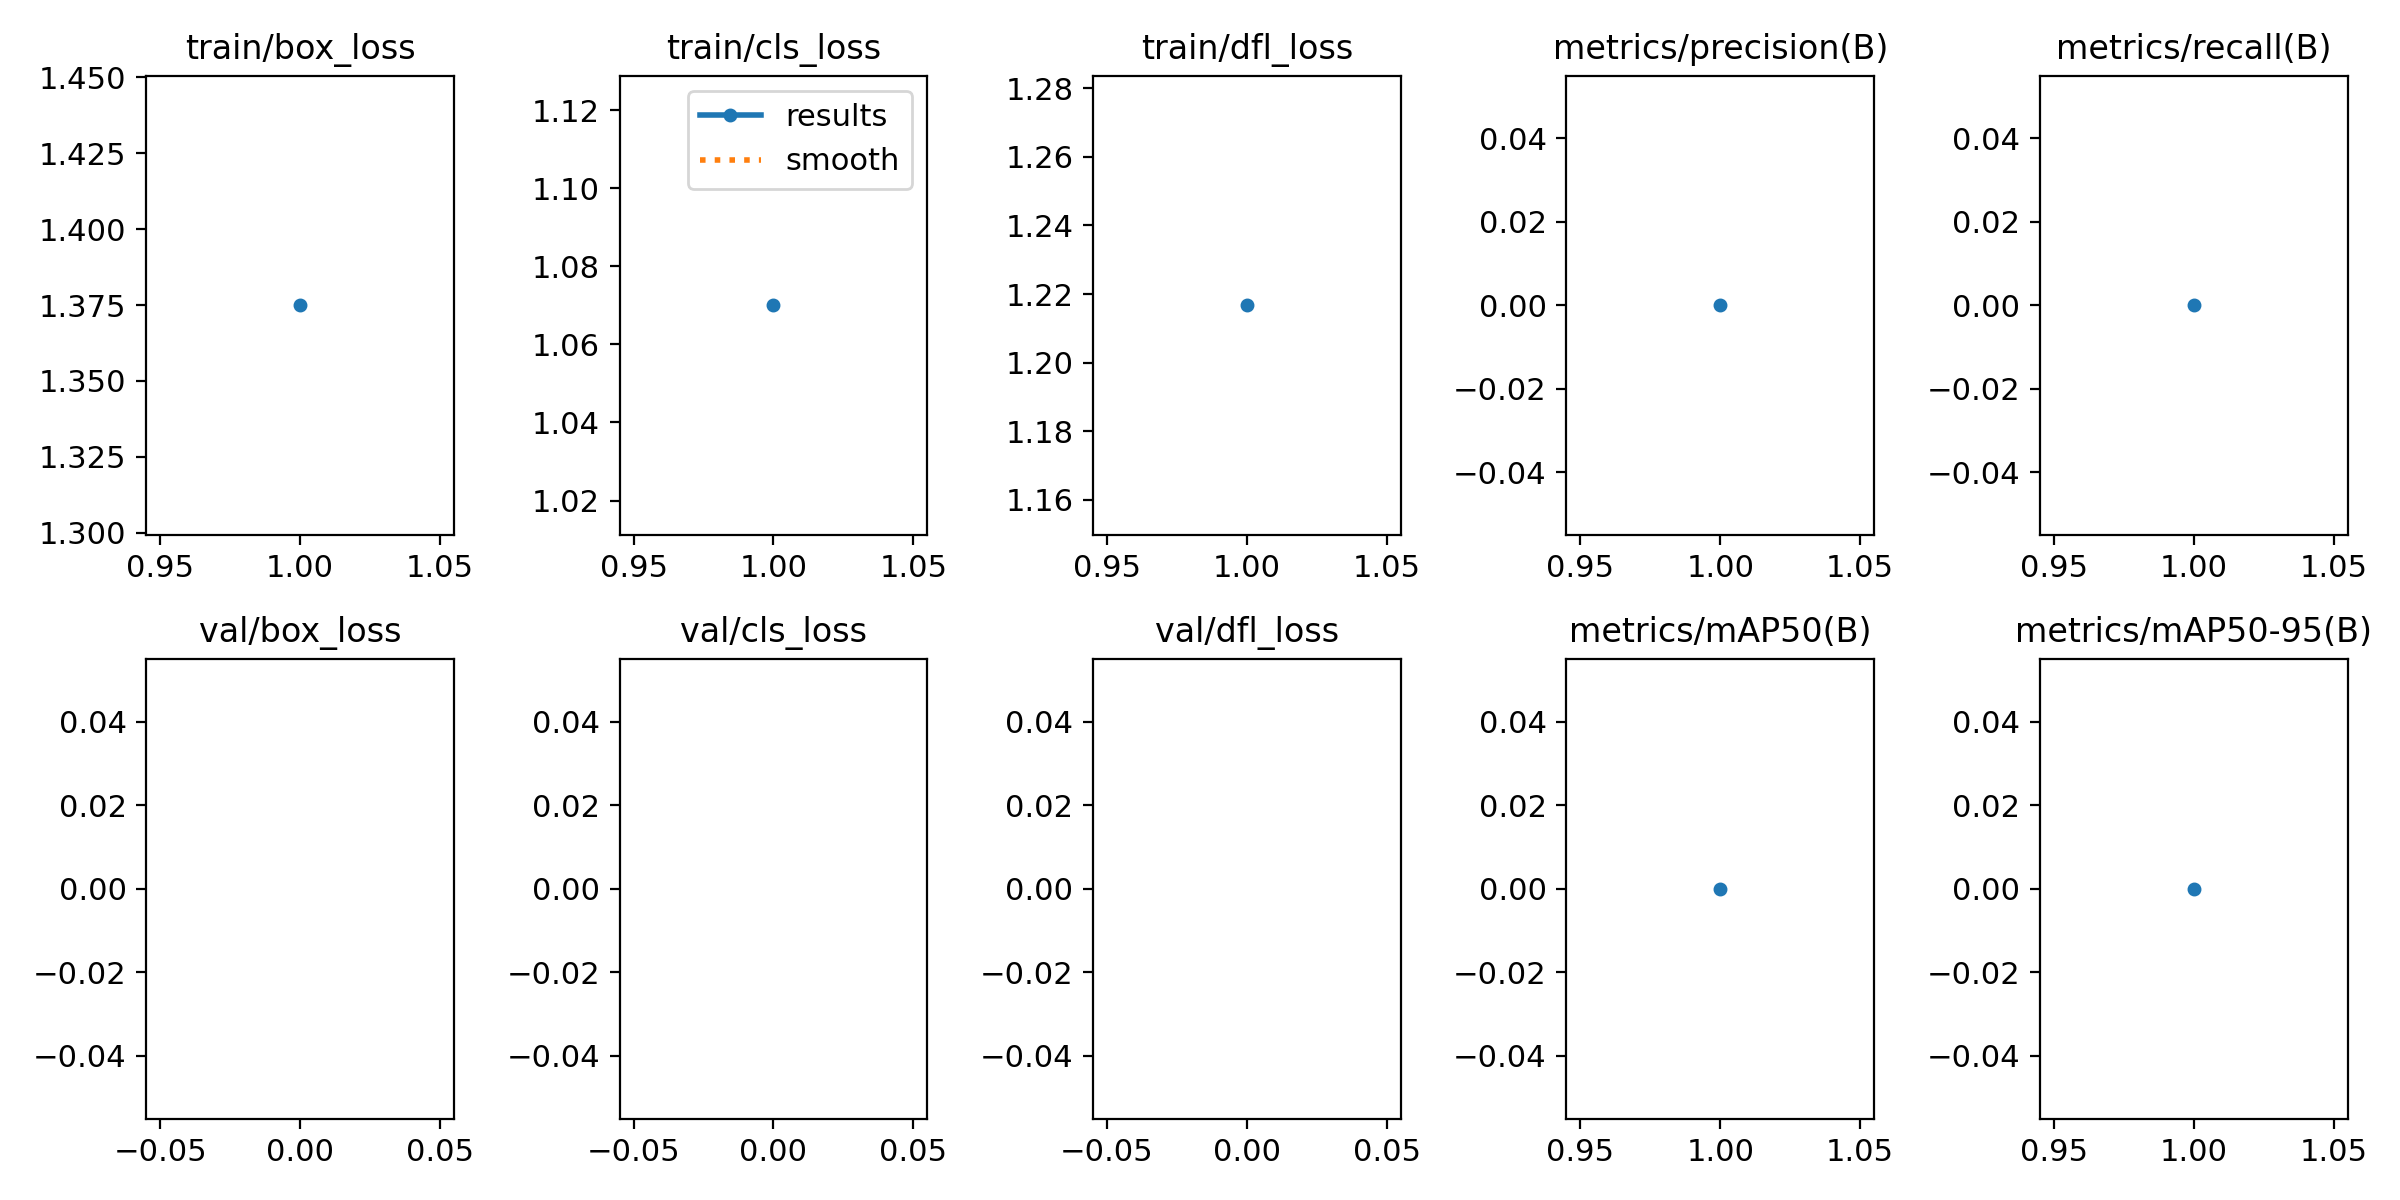 train/box_loss
1.450
1.425
1.400
1.375
1.350
1.325
1.300
0.95 1.00 1.05
train/cls_loss
results
smooth
1.12
1.10
1.08
1.06
1.04
1.02
0.95 1.00 1.05
train/dfl_loss
1.28
1.26
1.24
1.22
1.20
1.18
1.16
0.95 1.00 1.05
metrics/precision(B)
0.04
0.02
0.00
−0.02
−0.04
0.95 1.00 1.05
metrics/recall(B)
0.04
0.02
0.00
−0.02
−0.04
0.95 1.00 1.05
val/box_loss
0.04
0.02
0.00
−0.02
−0.04
−0.05 0.00 0.05
val/cls_loss
0.04
0.02
0.00
−0.02
−0.04
−0.05 0.00 0.05
val/dfl_loss
0.04
0.02
0.00
−0.02
−0.04
−0.05 0.00 0.05
metrics/mAP50(B)
0.04
0.02
0.00
−0.02
−0.04
0.95 1.00 1.05
metrics/mAP50-95(B)
0.04
0.02
0.00
−0.02
−0.04
0.95 1.00 1.05